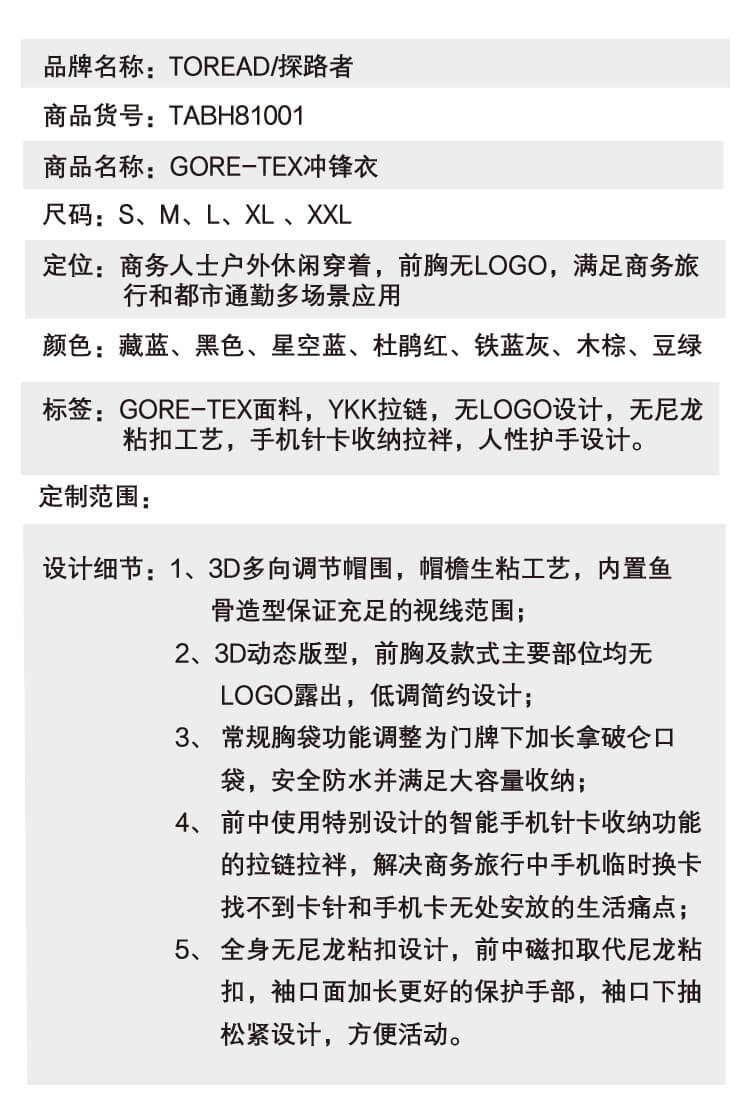 品牌名称：TOREAD/探路者
商品货号：TABH81001
商品名称：GORE-TEX冲锋衣
尺码：S、M、L、XL 、XXL
定位：商务人士户外休闲穿着，前胸无LOGO，满足商务旅
行和都市通勤多场景应用
颜色：藏蓝、黑色、星空蓝、杜鹃红、铁蓝灰、木棕、豆绿
标签：GORE-TEX面料，YKK拉链，无LOGO设计，无尼龙
粘扣工艺，手机针卡收纳拉袢，人性护手设计。
定制范围：
设计细节：1、3D多向调节帽围，帽檐生粘工艺，内置鱼
骨造型保证充足的视线范围；
2、3D动态版型，前胸及款式主要部位均无
LOGO露出，低调简约设计；
3、 常规胸袋功能调整为门牌下加长拿破仑口
袋，安全防水并满足大容量收纳；
4、 前中使用特别设计的智能手机针卡收纳功能
的拉链拉袢，解决商务旅行中手机临时换卡
找不到卡针和手机卡无处安放的生活痛点；
5、 全身无尼龙粘扣设计，前中磁扣取代尼龙粘
扣，袖口面加长更好的保护手部，袖口下抽
松紧设计，方便活动。